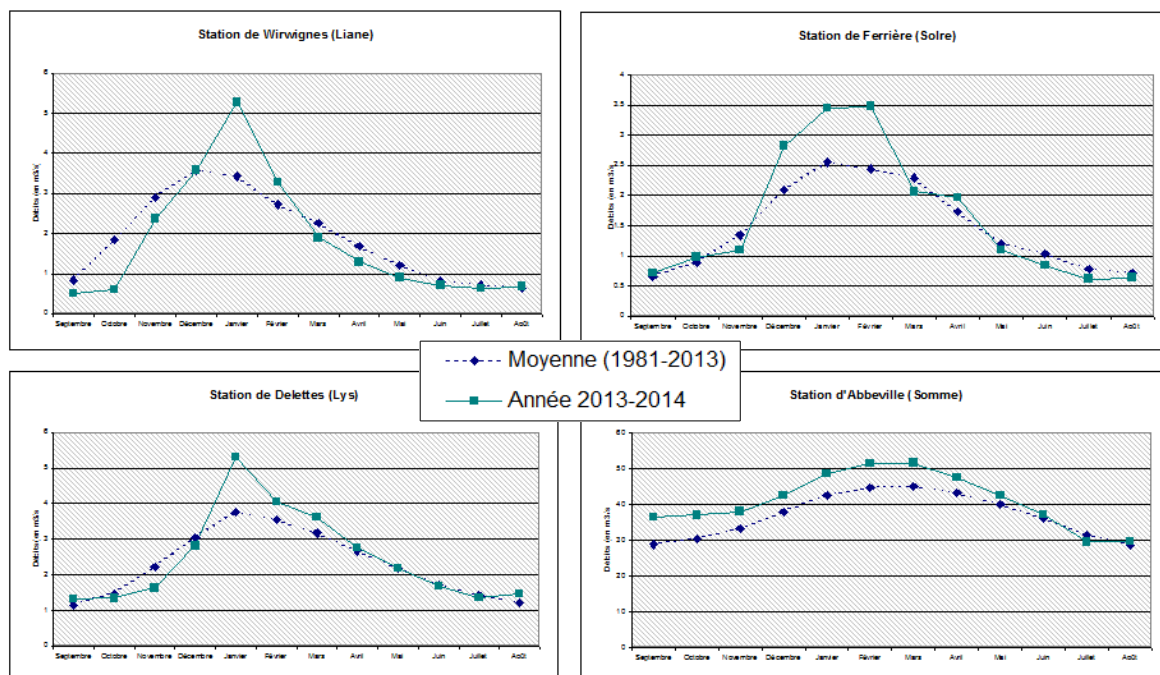 Station de Wirwignes (Liane)
Débits (en m3/s(
6
5
4
3
2
1
0
Septembre Octobre Novembre Décembre Janvier Février Mars Avril Mai Juin Juillet Août
Station de Ferrière (Solre)
Débits (en m3/s
4
3.5
3
2.5
2
1.5
1
0.5
0
Septembre Octobre Novembre Décembre Janvier Février Mars Avril Mai Juin Juillet Août
Moyenne (1981-2013)
Année 2013-2014
Station de Delettes (Lys)
Débits (en m3/s
6
5
4
3
2
1
0
Septembre Octobre Novembre Décembre Janvier Février Mars Avril Mai Juin Juillet Août
Station d'Abbeville (Somme)
Débits (en m3/s
60
50
40
30
20
10
0
Septembre Octobre Novembre Décembre Janvier Février Mars Avril Mai Juin Juillet Août